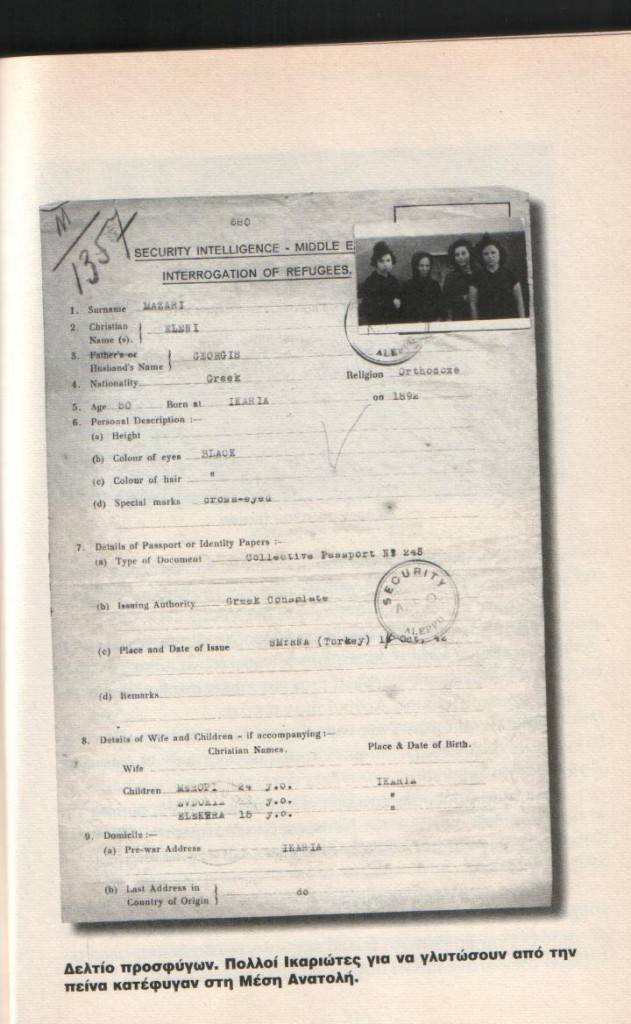 M
1357
680
SECURITY INTELLIGENCE - MIDDLE E
INTERROGATION OF REFUGEES.
1. Surname MAZARI
2. Christian Name (s). ELENI
3. Father's or Husband's Name GEORGIS
4. Nationality Greek Religion Orthodoxe
5. Age 50 Born at IKARIA on 1892
6. Personal Description :—
(a) Height
(b) Colour of eyes BLACK
(c) Colour of hair "
(d) Special marks cross-eyed
7. Details of Passport or Identity Papers :—
(a) Type of Document Collective Passport Nº 245
(b) Issuing Authority Greek Consulate
SECURITY
ALEPPO
(c) Place and Date of Issue SMIRNA (Turkey) Oct. 42
(d) Remarks
8. Details of Wife and Children - if accompanying :—
Christian Names. Place & Date of Birth.
Wife
Children MEROPI 24 y.o. IKARIA
y.o. "
15 y.o. "
9. Domicile :—
(a) Pre-war Address IKARIA
(b) Last Address in Country of Origin do
Δελτίο προσφύγων. Πολλοί Ικαριώτες για να γλυτώσουν από την
πείνα κατέφυγαν στη Μέση Ανατολή.